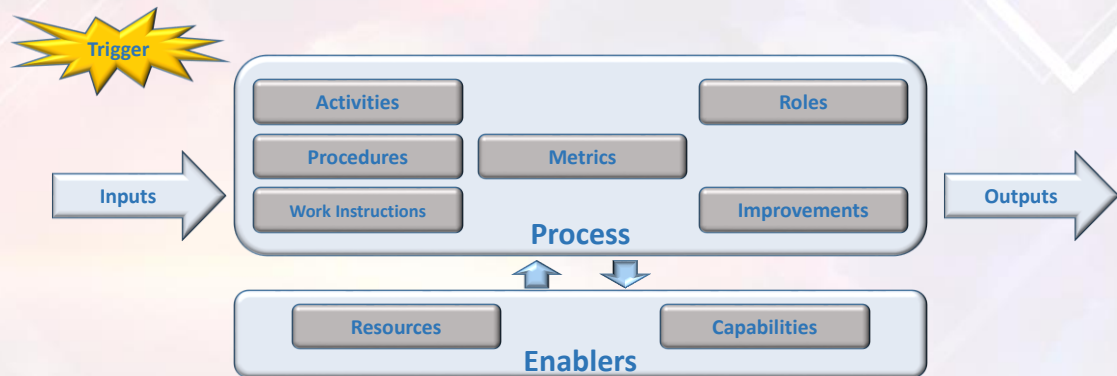 Trigger
Activities
Roles
Procedures
Metrics
Inputs
Work Instructions
Improvements
Outputs
Process
Resources
Capabilities
Enablers